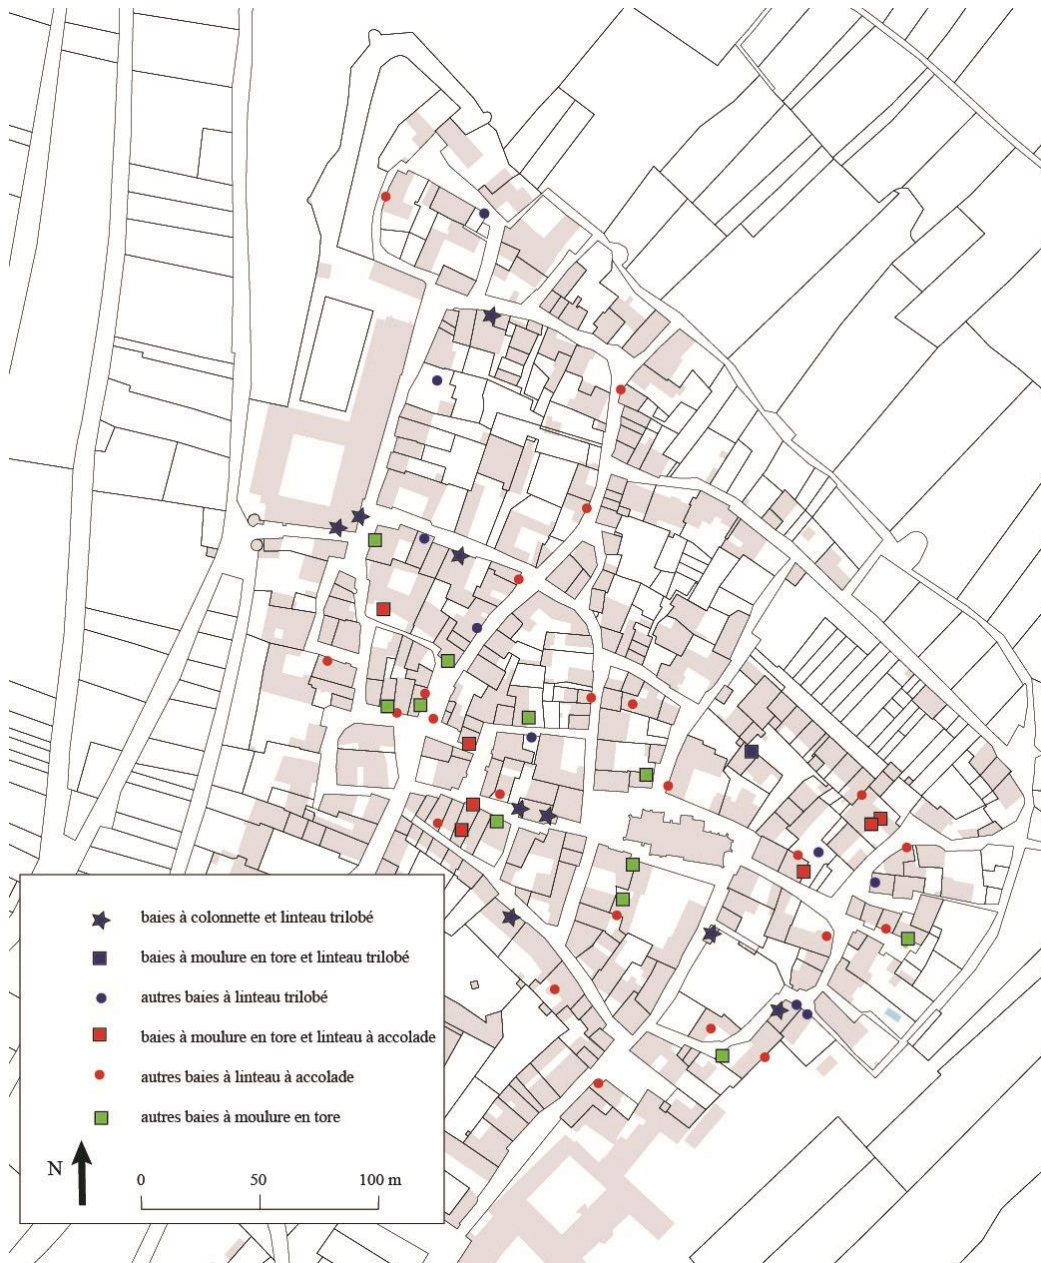 baies à colonnette et linteau trilobé
baies à moulure en tore et linteau trilobé
autres baies à linteau trilobé
baies à moulure en tore et linteau à accolade
autres baies à linteau à accolade
autres baies à moulure en tore
N
0 50 100 m